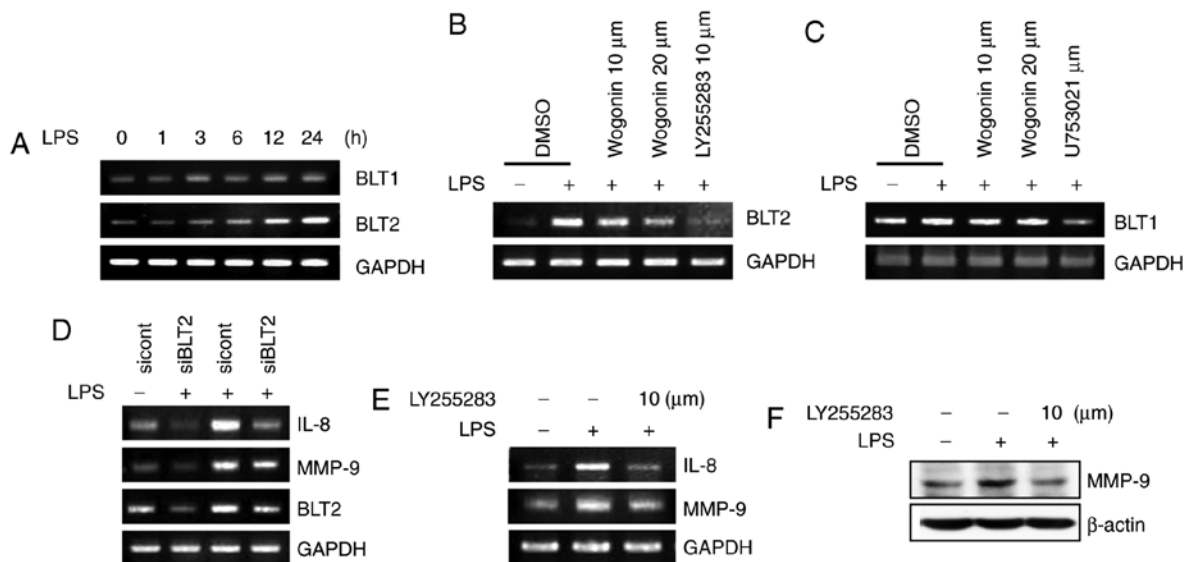 A
LPS 0 1 3 6 12 24 (h)
BLT1
BLT2
GAPDH
B
DMSO
Wogonin 10 μm
Wogonin 20 μm
LY255283 10 μm
LPS – + + + +
BLT2
GAPDH
C
DMSO
Wogonin 10 μm
Wogonin 20 μm
U753021 μm
LPS – + + + +
BLT1
GAPDH
D
sicont siBLT2 sicont siBLT2
LPS – + + +
IL-8
MMP-9
BLT2
GAPDH
E
LY255283 – – 10 (μm)
LPS – + +
IL-8
MMP-9
GAPDH
F
LY255283 – – 10 (μm)
LPS – + +
MMP-9
β-actin